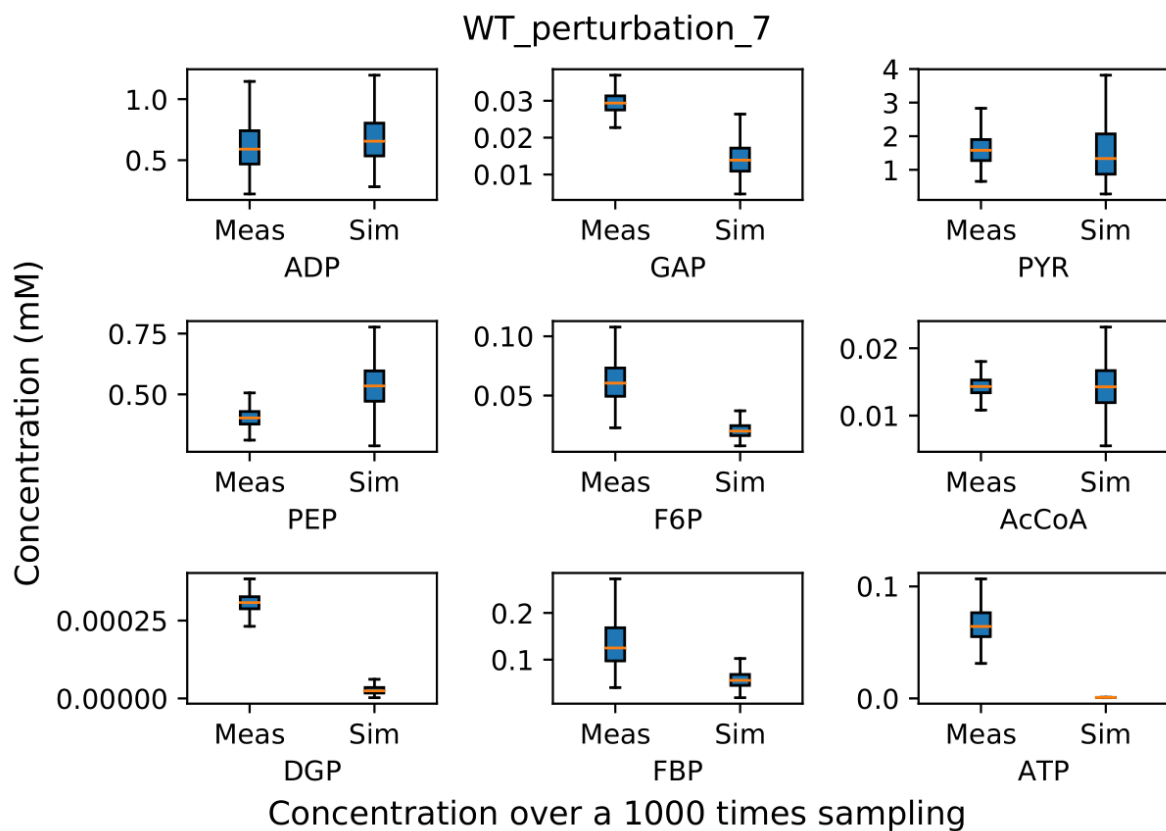 WT_perturbation_7
1.0
0.5
Meas Sim
ADP
0.03
0.02
0.01
Meas Sim
GAP
4
3
2
1
Meas Sim
PYR
Concentration (mM)
0.75
0.50
Meas Sim
PEP
0.10
0.05
Meas Sim
F6P
0.02
0.01
Meas Sim
AcCoA
0.00025
0.00000
Meas Sim
DGP
0.2
0.1
Meas Sim
FBP
0.1
0.0
Meas Sim
ATP
Concentration over a 1000 times sampling